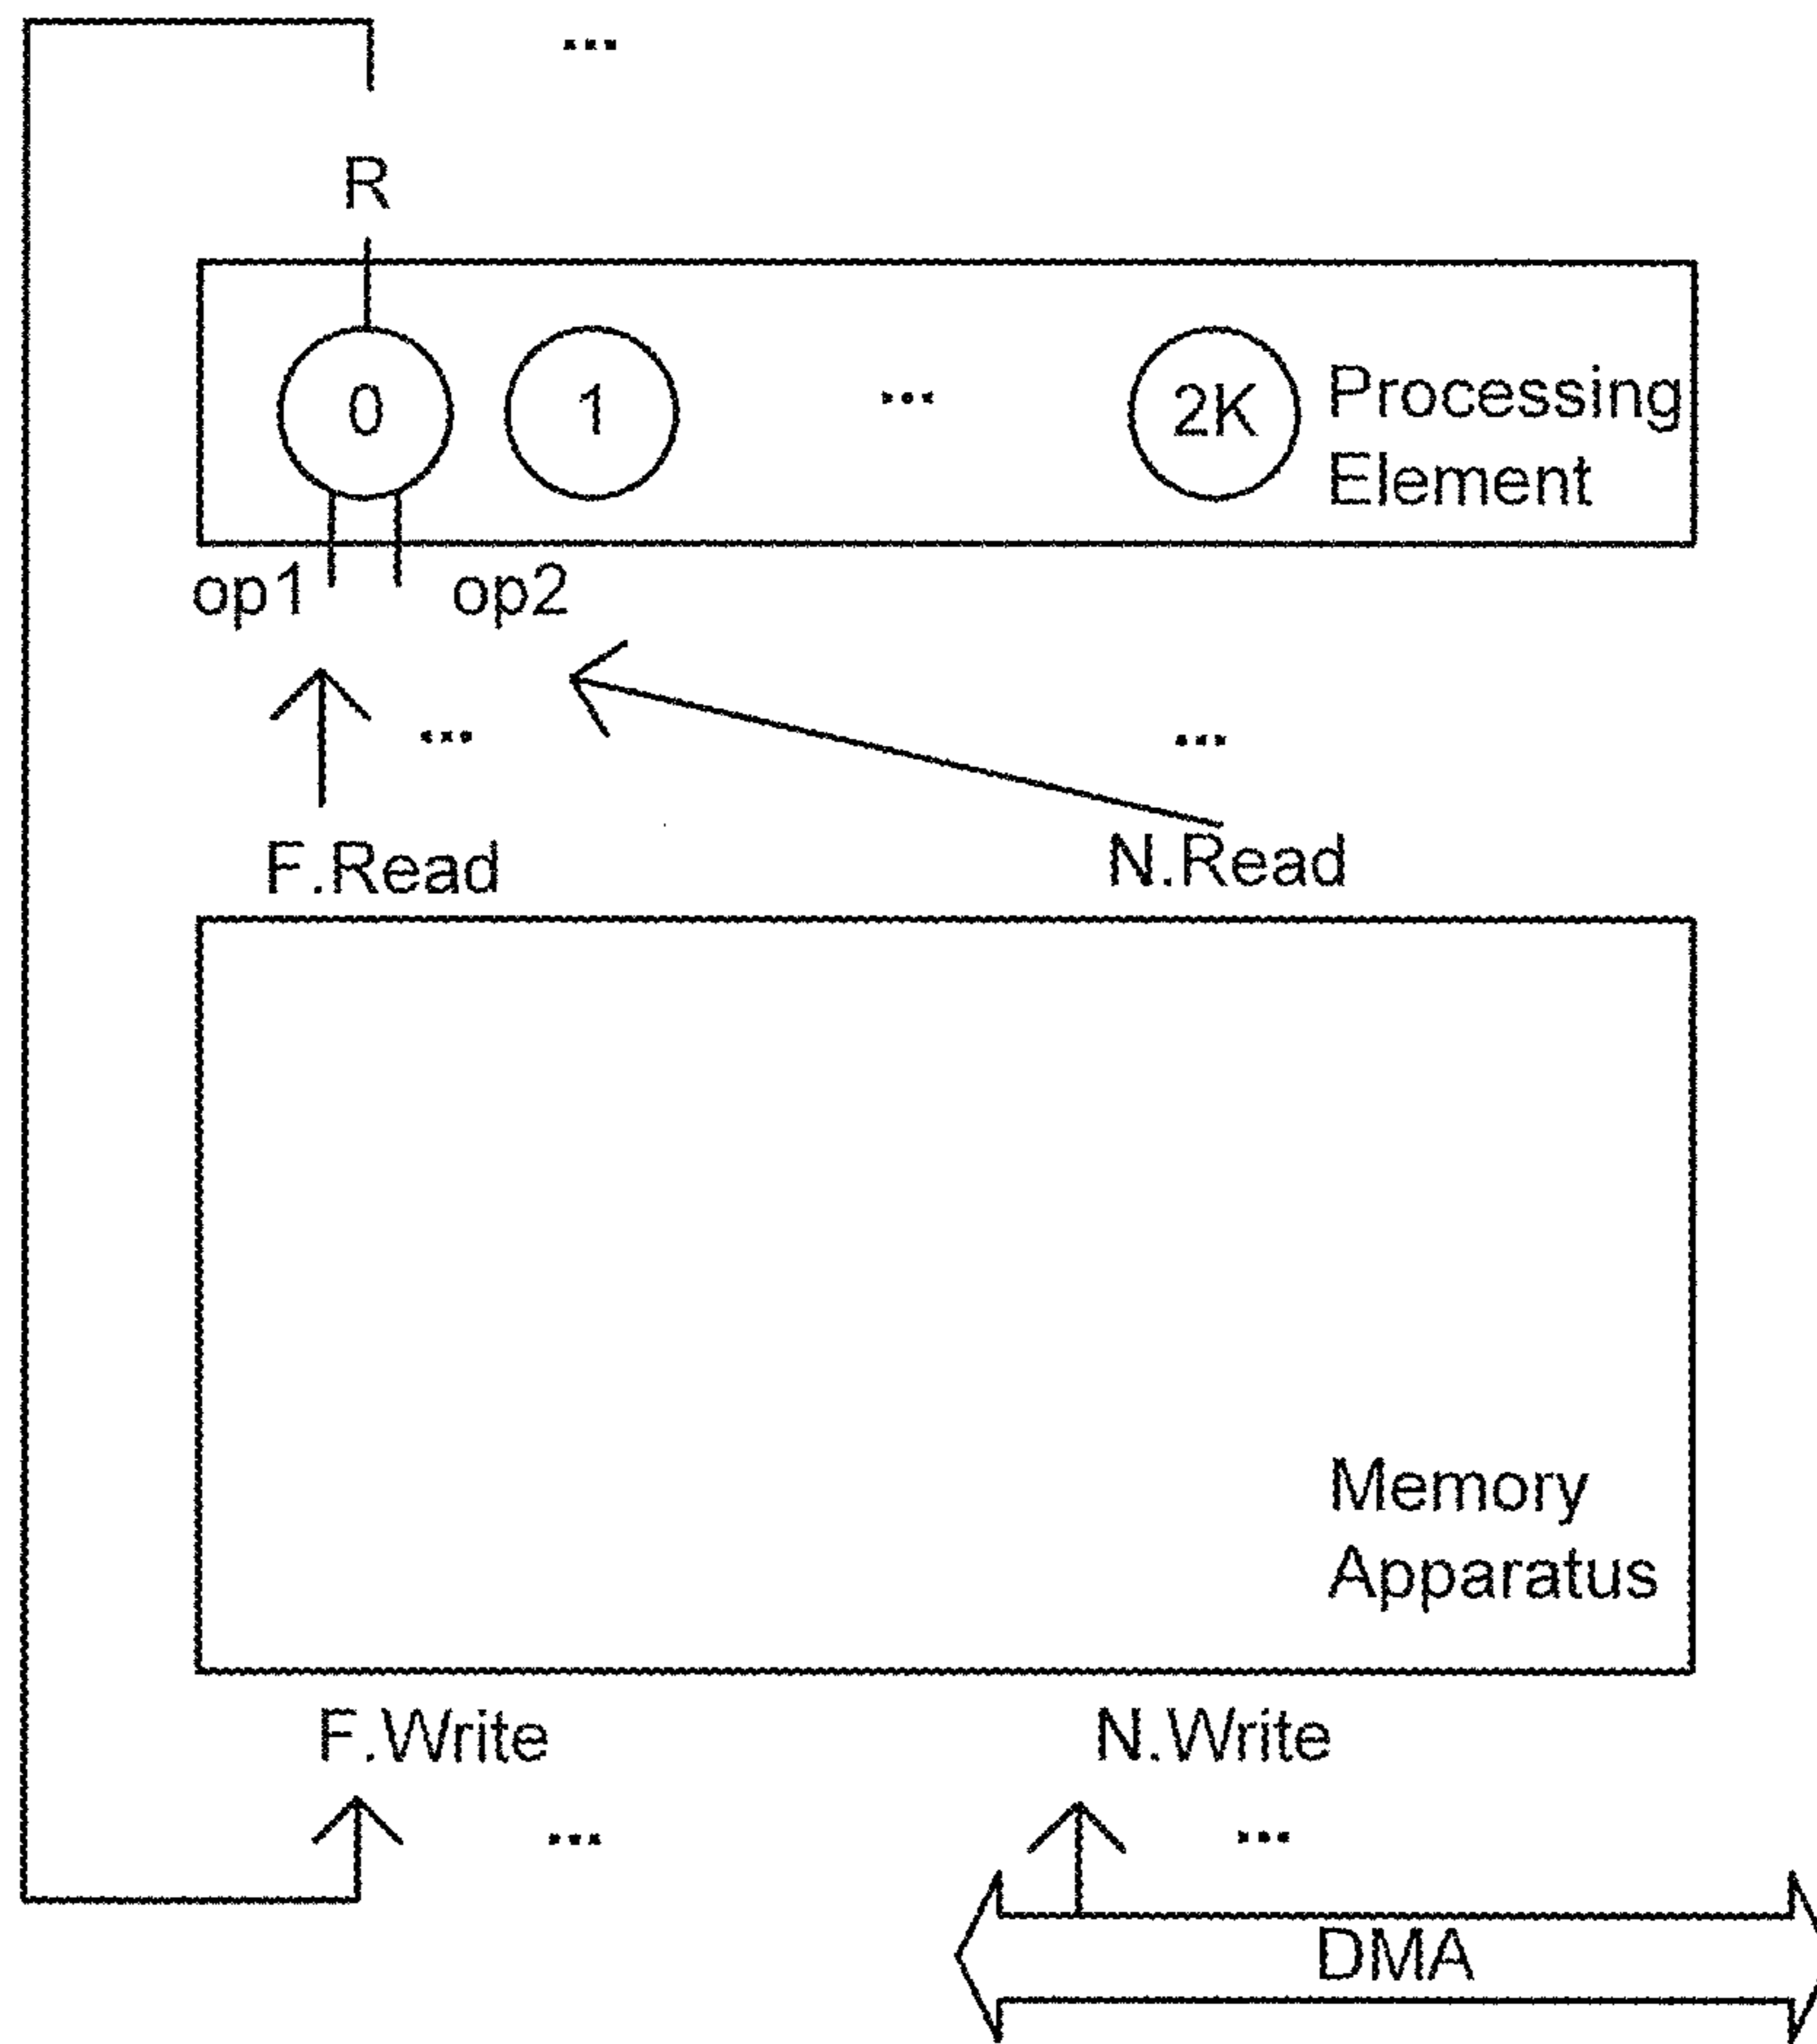 ...
R
0 1 ... 2K Processing
Element
op1 op2
... ...
F.Read N.Read
Memory
Apparatus
F.Write N.Write
... ...
DMA